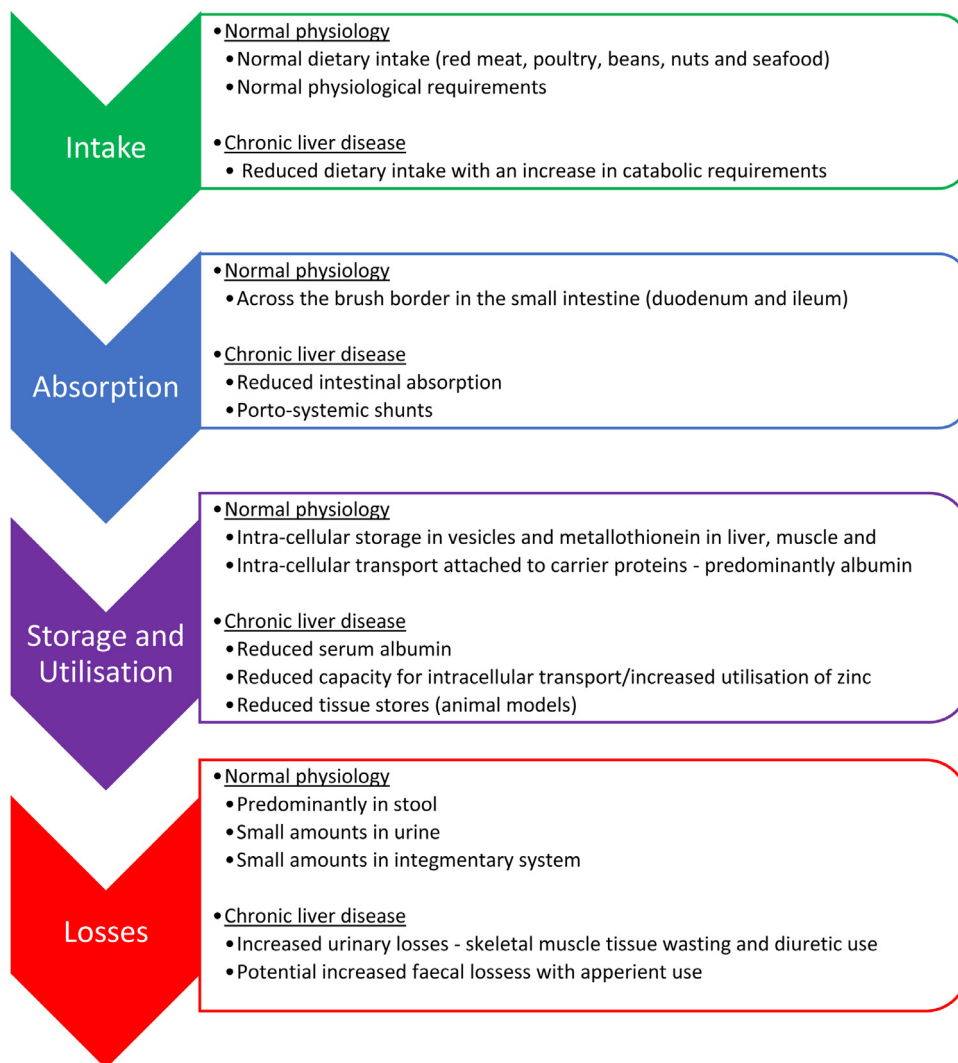 Intake
•Normal physiology
•Normal dietary intake (red meat, poultry, beans, nuts and seafood)
•Normal physiological requirements
•Chronic liver disease
• Reduced dietary intake with an increase in catabolic requirements
Absorption
•Normal physiology
•Across the brush border in the small intestine (duodenum and ileum)
•Chronic liver disease
•Reduced intestinal absorption
•Porto-systemic shunts
Storage and
Utilisation
•Normal physiology
•Intra-cellular storage in vesicles and metallothionein in liver, muscle and
•Intra-cellular transport attached to carrier proteins - predominantly albumin
•Chronic liver disease
•Reduced serum albumin
•Reduced capacity for intracellular transport/increased utilisation of zinc
•Reduced tissue stores (animal models)
Losses
•Normal physiology
•Predominantly in stool
•Small amounts in urine
•Small amounts in integmentary system
•Chronic liver disease
•Increased urinary losses - skeletal muscle tissue wasting and diuretic use
•Potential increased faecal lossess with apperient use